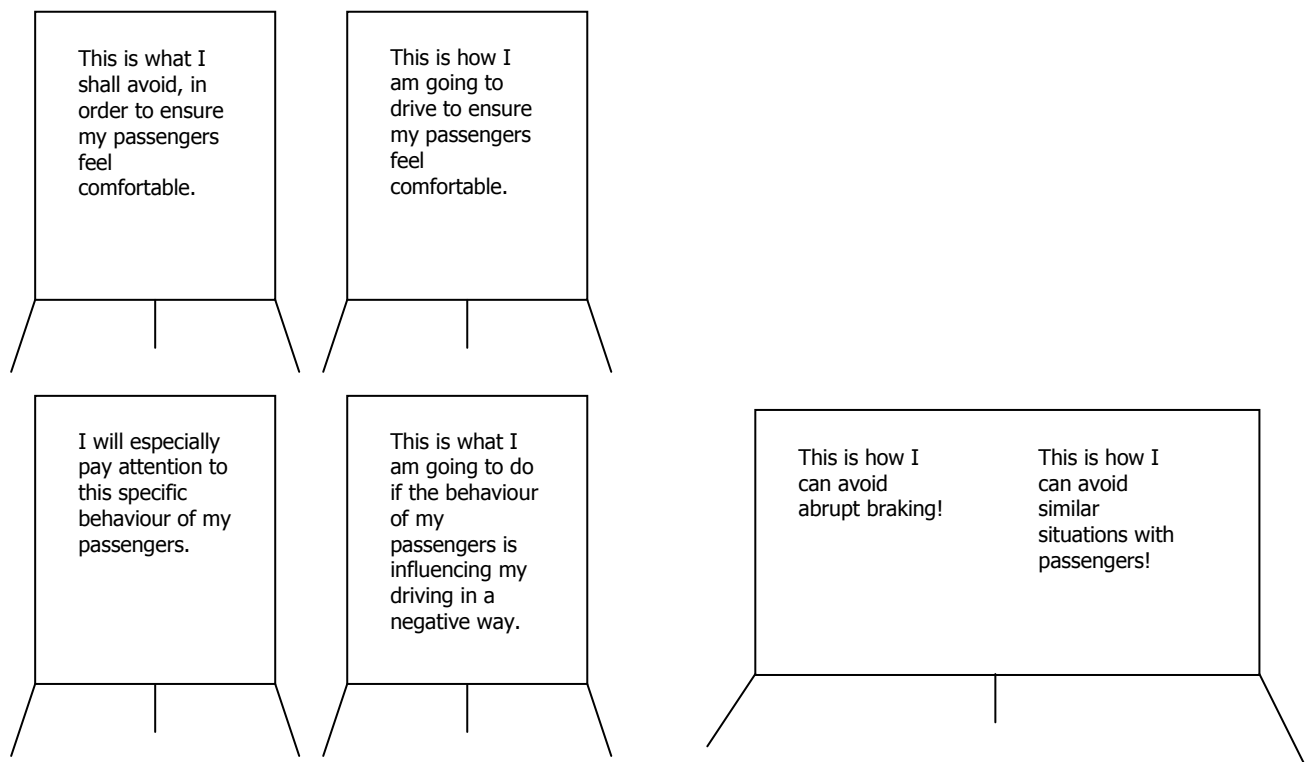 This is what I
shall avoid, in
order to ensure
my passengers
feel
comfortable.
This is how I
am going to
drive to ensure
my passengers
feel
comfortable.
I will especially
pay attention to
this specific
behaviour of my
passengers.
This is what I
am going to do
if the behaviour
of my
passengers is
influencing my
driving in a
negative way.
This is how I
can avoid
abrupt braking!
This is how I
can avoid
similar
situations with
passengers!